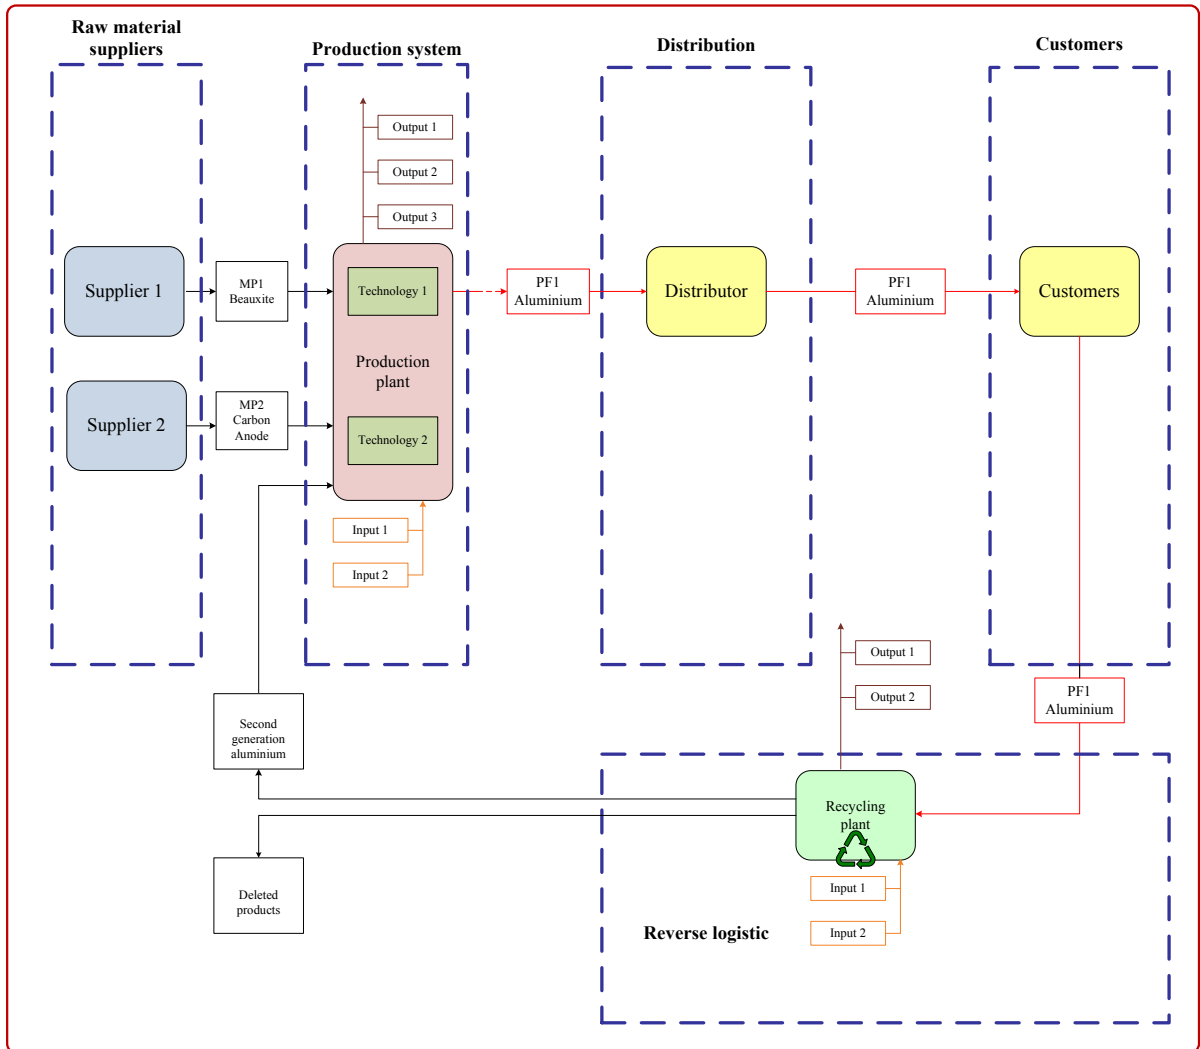 Raw material
suppliers
Production system
Distribution
Customers
Output 1
Output 2
Output 3
Supplier 1
MP1
Beauxite
Technology 1
PF1
Aluminium
Distributor
PF1
Aluminium
Customers
Production
plant
Supplier 2
MP2
Carbon
Anode
Technology 2
Input 1
Input 2
Output 1
Output 2
PF1
Aluminium
Second
generation
aluminium
Recycling
plant
Deleted
products
Input 1
Input 2
Reverse logistic